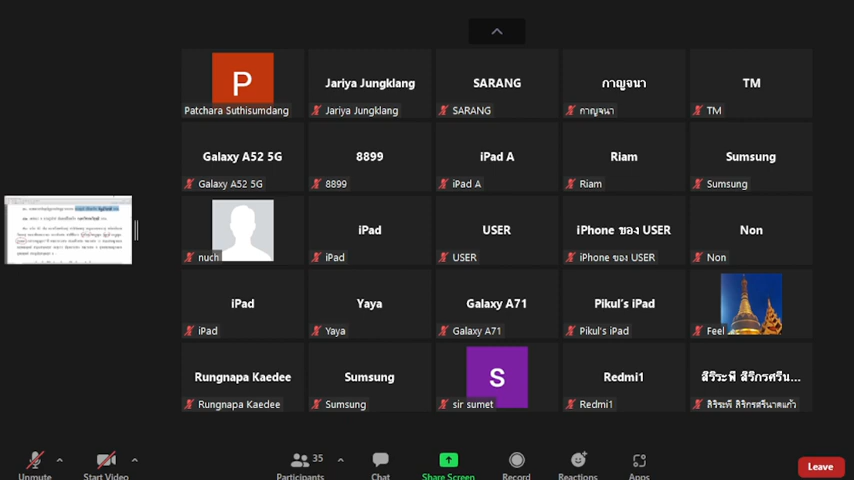 P
Patchara Suthisumdang
Jariya Jungklang
Jariya Jungklang
SARANG
SARANG
กาญจนา
กาญจนา
TM
TM
Galaxy A52 5G
Galaxy A52 5G
8899
8899
iPad A
iPad A
Riam
Riam
Sumsung
Sumsung
nuch
iPad
iPad
USER
USER
iPhone ของ USER
iPhone ของ USER
Non
Non
iPad
iPad
Yaya
Yaya
Galaxy A71
Galaxy A71
Pikul's iPad
Pikul's iPad
Feel
Rungnapa Kaedee
Rungnapa Kaedee
Sumsung
Sumsung
S
sir sumet
Redmi1
Redmi1
สิริระพี สิริกรศรีน...
สิริระพี สิริกรศรีนาคแก้ว
Unmute
Start Video
35
Participants
Chat
Share Screen
Record
Reactions
Apps
Leave